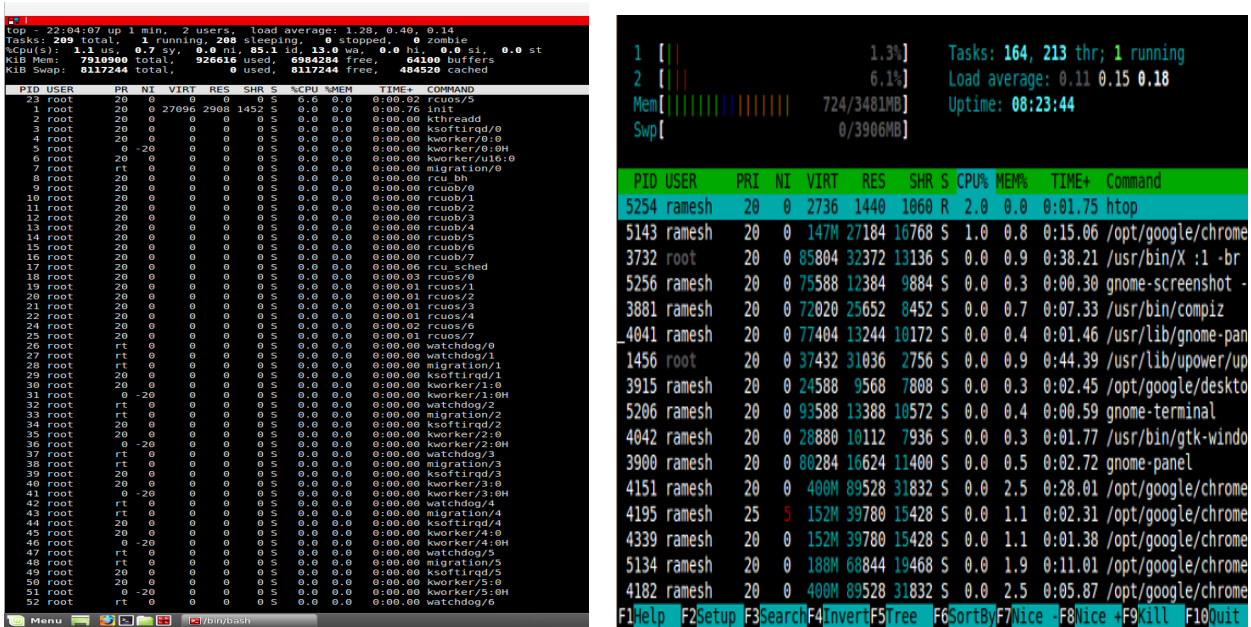 top - 22:04:07 up 1 min,  2 users,  load average: 1.28, 0.40, 0.14
Tasks: 209 total,   1 running, 208 sleeping,   0 stopped,   0 zombie
%Cpu(s):  1.1 us,  0.7 sy,  0.0 ni, 85.1 id, 13.0 wa,  0.0 hi,  0.0 si,  0.0 st
KiB Mem:   7910900 total,   926616 used,  6984284 free,    64100 buffers
KiB Swap:  8117244 total,        0 used,  8117244 free,   484520 cached
PID USER PR NI VIRT RES SHR S %CPU %MEM TIME+ COMMAND
23 root 20 0 0 0 0 S 6.6 0.0 0:00.02 rcuos/5
1 root 20 0 27096 2908 1452 S 0.0 0.0 0:00.76 init
2 root 20 0 0 0 0 S 0.0 0.0 0:00.00 kthreadd
3 root 20 0 0 0 0 S 0.0 0.0 0:00.00 ksoftirqd/0
4 root 20 0 0 0 0 S 0.0 0.0 0:00.00 kworker/0:0
5 root 0 -20 0 0 0 S 0.0 0.0 0:00.00 kworker/0:0H
6 root 20 0 0 0 0 S 0.0 0.0 0:00.00 kworker/u16:0
7 root rt 0 0 0 0 S 0.0 0.0 0:00.00 migration/0
8 root 20 0 0 0 0 S 0.0 0.0 0:00.00 rcu_bh
9 root 20 0 0 0 0 S 0.0 0.0 0:00.00 rcuob/0
10 root 20 0 0 0 0 S 0.0 0.0 0:00.00 rcuob/1
11 root 20 0 0 0 0 S 0.0 0.0 0:00.00 rcuob/2
12 root 20 0 0 0 0 S 0.0 0.0 0:00.00 rcuob/3
13 root 20 0 0 0 0 S 0.0 0.0 0:00.00 rcuob/4
14 root 20 0 0 0 0 S 0.0 0.0 0:00.00 rcuob/5
15 root 20 0 0 0 0 S 0.0 0.0 0:00.00 rcuob/6
16 root 20 0 0 0 0 S 0.0 0.0 0:00.00 rcuob/7
17 root 20 0 0 0 0 S 0.0 0.0 0:00.06 rcu_sched
18 root 20 0 0 0 0 S 0.0 0.0 0:00.03 rcuos/0
19 root 20 0 0 0 0 S 0.0 0.0 0:00.01 rcuos/1
20 root 20 0 0 0 0 S 0.0 0.0 0:00.01 rcuos/2
21 root 20 0 0 0 0 S 0.0 0.0 0:00.01 rcuos/3
22 root 20 0 0 0 0 S 0.0 0.0 0:00.01 rcuos/4
24 root 20 0 0 0 0 S 0.0 0.0 0:00.02 rcuos/6
25 root 20 0 0 0 0 S 0.0 0.0 0:00.01 rcuos/7
26 root rt 0 0 0 0 S 0.0 0.0 0:00.00 watchdog/0
27 root rt 0 0 0 0 S 0.0 0.0 0:00.00 watchdog/1
28 root rt 0 0 0 0 S 0.0 0.0 0:00.00 migration/1
29 root 20 0 0 0 0 S 0.0 0.0 0:00.00 ksoftirqd/1
30 root 20 0 0 0 0 S 0.0 0.0 0:00.00 kworker/1:0
31 root 0 -20 0 0 0 S 0.0 0.0 0:00.00 kworker/1:0H
32 root rt 0 0 0 0 S 0.0 0.0 0:00.00 watchdog/2
33 root rt 0 0 0 0 S 0.0 0.0 0:00.00 migration/2
34 root 20 0 0 0 0 S 0.0 0.0 0:00.00 ksoftirqd/2
35 root 20 0 0 0 0 S 0.0 0.0 0:00.00 kworker/2:0
36 root 0 -20 0 0 0 S 0.0 0.0 0:00.00 kworker/2:0H
37 root rt 0 0 0 0 S 0.0 0.0 0:00.00 watchdog/3
38 root rt 0 0 0 0 S 0.0 0.0 0:00.00 migration/3
39 root 20 0 0 0 0 S 0.0 0.0 0:00.00 ksoftirqd/3
40 root 20 0 0 0 0 S 0.0 0.0 0:00.00 kworker/3:0
41 root 0 -20 0 0 0 S 0.0 0.0 0:00.00 kworker/3:0H
42 root rt 0 0 0 0 S 0.0 0.0 0:00.00 watchdog/4
43 root rt 0 0 0 0 S 0.0 0.0 0:00.00 migration/4
44 root 20 0 0 0 0 S 0.0 0.0 0:00.00 ksoftirqd/4
45 root 20 0 0 0 0 S 0.0 0.0 0:00.00 kworker/4:0
46 root 0 -20 0 0 0 S 0.0 0.0 0:00.00 kworker/4:0H
47 root rt 0 0 0 0 S 0.0 0.0 0:00.00 watchdog/5
48 root rt 0 0 0 0 S 0.0 0.0 0:00.00 migration/5
49 root 20 0 0 0 0 S 0.0 0.0 0:00.00 ksoftirqd/5
50 root 20 0 0 0 0 S 0.0 0.0 0:00.00 kworker/5:0
51 root 0 -20 0 0 0 S 0.0 0.0 0:00.00 kworker/5:0H
52 root rt 0 0 0 0 S 0.0 0.0 0:00.00 watchdog/6
Menu /bin/bash
1 [|| 1.3%] Tasks: 164, 213 thr; 1 running
2 [||| 6.1%] Load average: 0.11 0.15 0.18
Mem[|||||||||||||||| 724/3481MB] Uptime: 08:23:44
Swp[ 0/3906MB]
PID USER PRI NI VIRT RES SHR S CPU% MEM% TIME+ Command
5254 ramesh 20 0 2736 1440 1060 R 2.0 0.0 0:01.75 htop
5143 ramesh 20 0 147M 27184 16768 S 1.0 0.8 0:15.06 /opt/google/chrome
3732 root 20 0 85804 32372 13136 S 0.0 0.9 0:38.21 /usr/bin/X :1 -br
5256 ramesh 20 0 75588 12384 9884 S 0.0 0.3 0:00.30 gnome-screenshot -
3881 ramesh 20 0 72020 25652 8452 S 0.0 0.7 0:07.33 /usr/bin/compiz
_4041 ramesh 20 0 77404 13244 10172 S 0.0 0.4 0:01.46 /usr/lib/gnome-pan
1456 root 20 0 37432 31036 2756 S 0.0 0.9 0:44.39 /usr/lib/upower/up
3915 ramesh 20 0 24588 9568 7808 S 0.0 0.3 0:02.45 /opt/google/deskto
5206 ramesh 20 0 93588 13388 10572 S 0.0 0.4 0:00.59 gnome-terminal
4042 ramesh 20 0 28880 10112 7936 S 0.0 0.3 0:01.77 /usr/bin/gtk-windo
3900 ramesh 20 0 80284 16624 11400 S 0.0 0.5 0:02.72 gnome-panel
4151 ramesh 20 0 400M 89528 31832 S 0.0 2.5 0:28.01 /opt/google/chrome
4195 ramesh 25 5 152M 39780 15428 S 0.0 1.1 0:02.31 /opt/google/chrome
4339 ramesh 20 0 152M 39780 15428 S 0.0 1.1 0:01.38 /opt/google/chrome
5134 ramesh 20 0 188M 68844 19468 S 0.0 1.9 0:11.01 /opt/google/chrome
4182 ramesh 20 0 400M 89528 31832 S 0.0 2.5 0:05.87 /opt/google/chrome
F1Help F2Setup F3SearchF4InvertF5Tree F6SortByF7Nice -F8Nice +F9Kill F10Quit